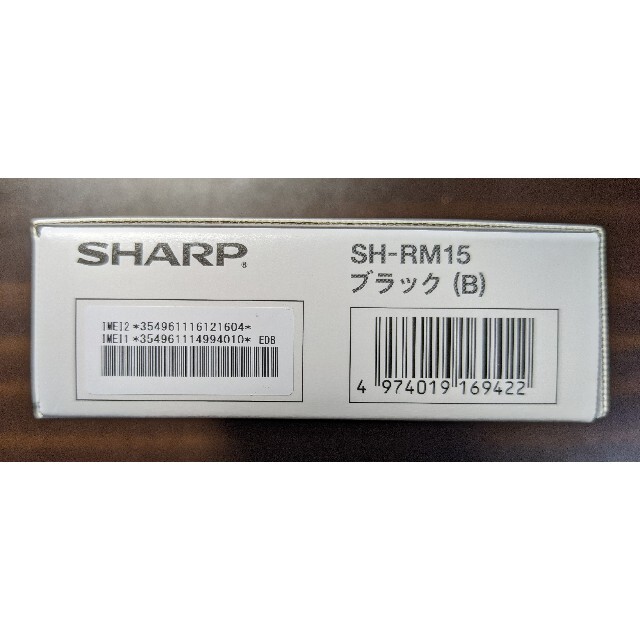 SHARP®
SH-RM15
ブラック (B)
IMEI2 *354961116121604*
IMEI1 *354961114994010* EDB
4 974019 169422